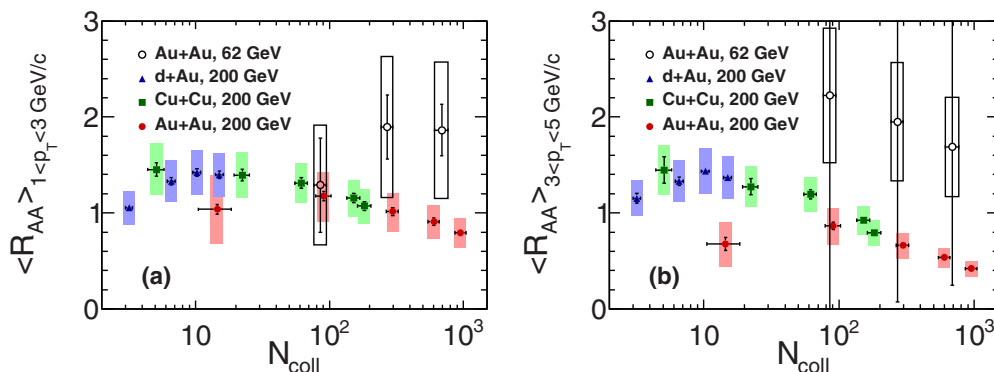 <R_AA>_1<p_T<3 GeV/c
3
2
1
0
Au+Au, 62 GeV
d+Au, 200 GeV
Cu+Cu, 200 GeV
Au+Au, 200 GeV
(a)
10 10^2 10^3
N_coll
<R_AA>_3<p_T<5 GeV/c
3
2
1
0
Au+Au, 62 GeV
d+Au, 200 GeV
Cu+Cu, 200 GeV
Au+Au, 200 GeV
(b)
10 10^2 10^3
N_coll